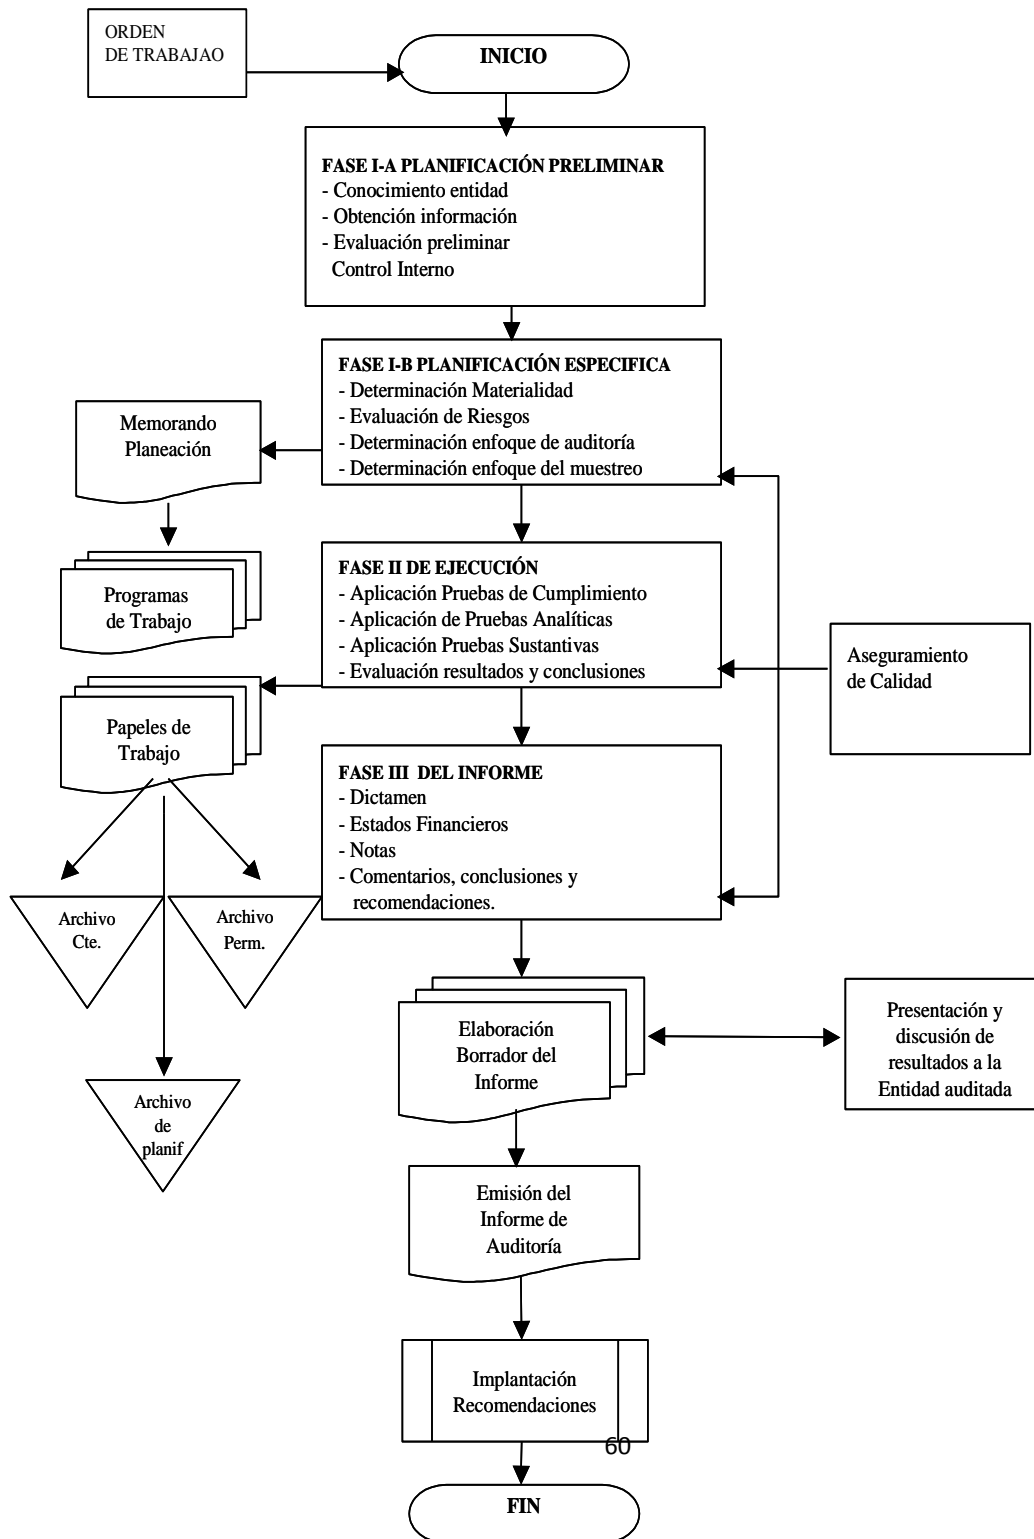 ORDEN
DE TRABAJAO
INICIO
FASE I-A PLANIFICACIÓN PRELIMINAR
- Conocimiento entidad
- Obtención información
- Evaluación preliminar
Control Interno
FASE I-B PLANIFICACIÓN ESPECIFICA
- Determinación Materialidad
- Evaluación de Riesgos
- Determinación enfoque de auditoría
- Determinación enfoque del muestreo
Memorando
Planeación
Programas
de Trabajo
FASE II DE EJECUCIÓN
- Aplicación Pruebas de Cumplimiento
- Aplicación de Pruebas Analíticas
- Aplicación Pruebas Sustantivas
- Evaluación resultados y conclusiones
Aseguramiento
de Calidad
Papeles de
Trabajo
FASE III  DEL INFORME
- Dictamen
- Estados Financieros
- Notas
- Comentarios, conclusiones y
recomendaciones.
Archivo
Cte.
Archivo
Perm.
Archivo
de
planif
Elaboración
Borrador del
Informe
Presentación y
discusión de
resultados a la
Entidad auditada
Emisión del
Informe de
Auditoría
Implantación
Recomendaciones
60
FIN